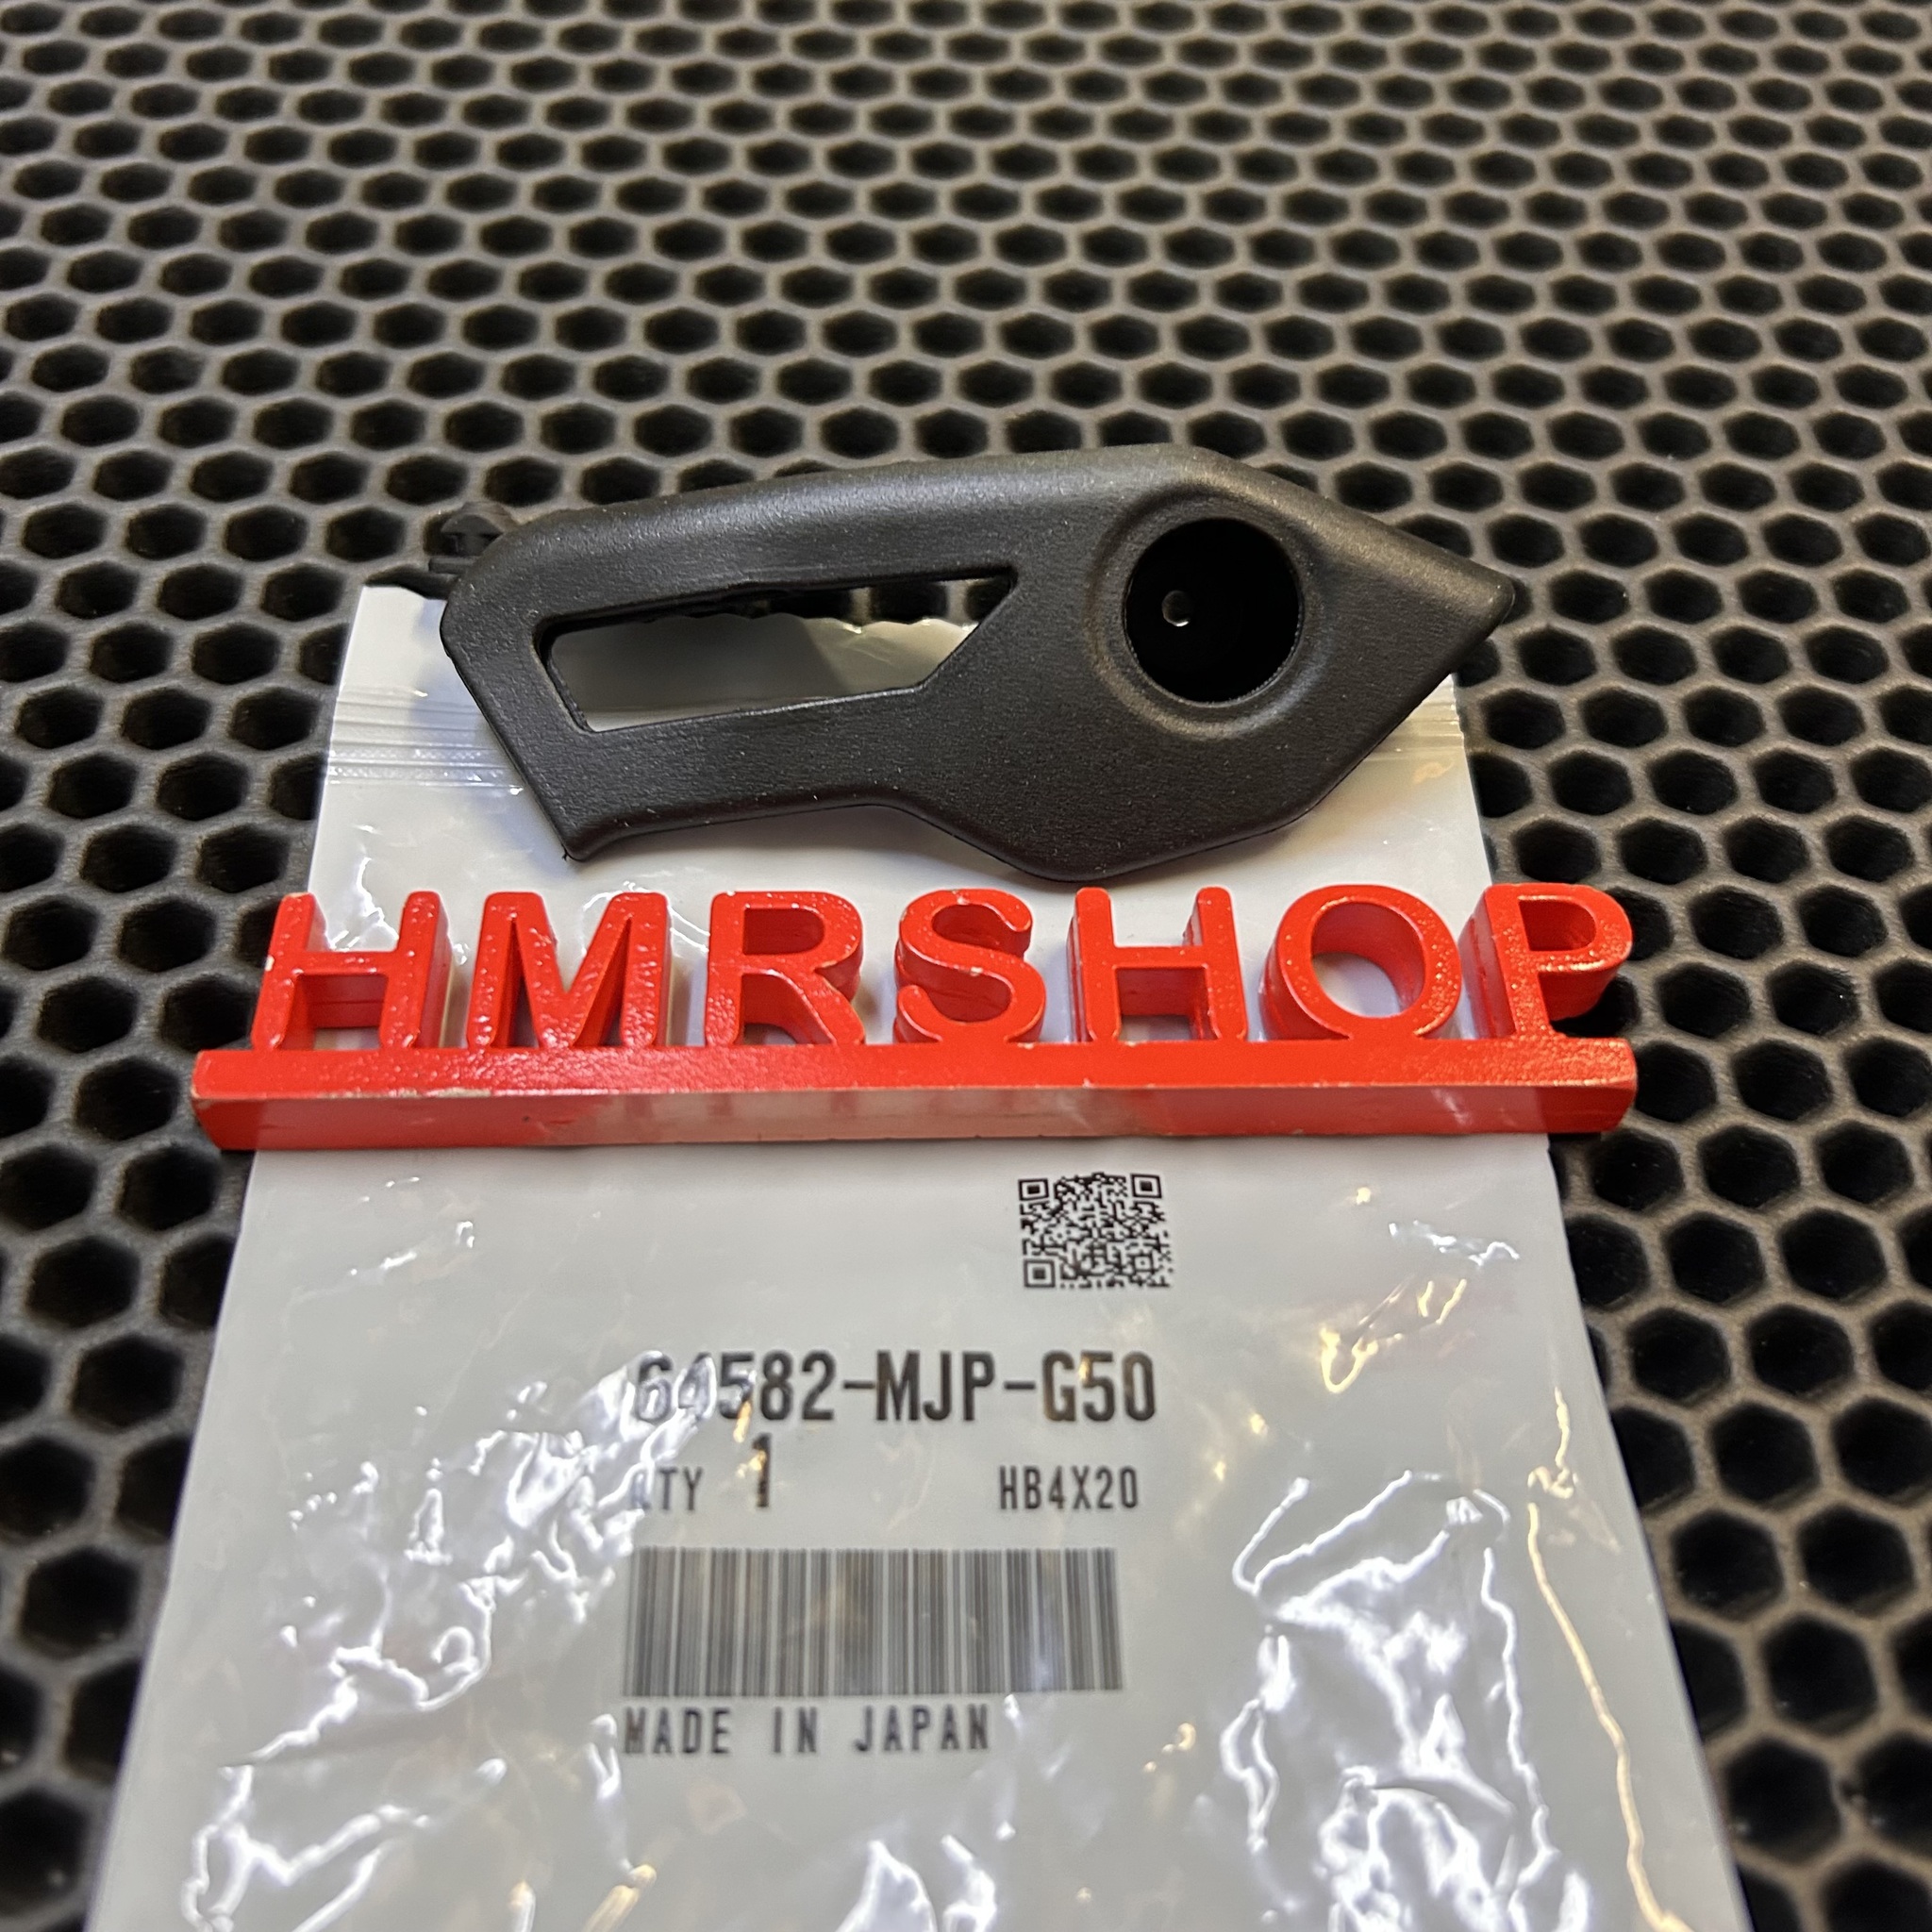 HMRSHOP
64582-MJP-G50
QTY 1 HB4X20
MADE IN JAPAN